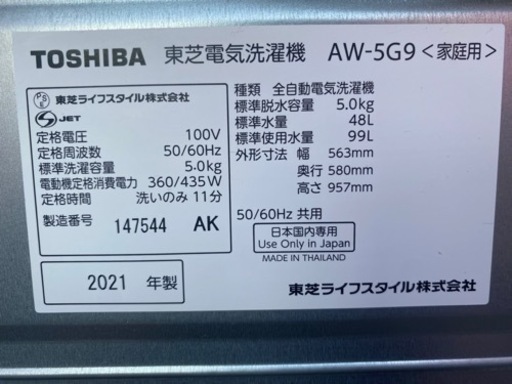 TOSHIBA 東芝電気洗濯機 AW-5G9<家庭用>
PSE 東芝ライフスタイル株式会社
S JET
定格電圧 100V
定格周波数 50/60Hz
標準洗濯容量 5.0kg
電動機定格消費電力 360/435W
定格時間 洗いのみ 11分
製造番号 147544 AK
2021 年製
種類 全自動電気洗濯機
標準脱水容量 5.0kg
標準水量 48L
標準使用水量 99L
外形寸法 幅 563mm
奥行 580mm
高さ 957mm
50/60Hz 共用
日本国内専用
Use Only in Japan
MADE IN THAILAND
東芝ライフスタイル株式会社